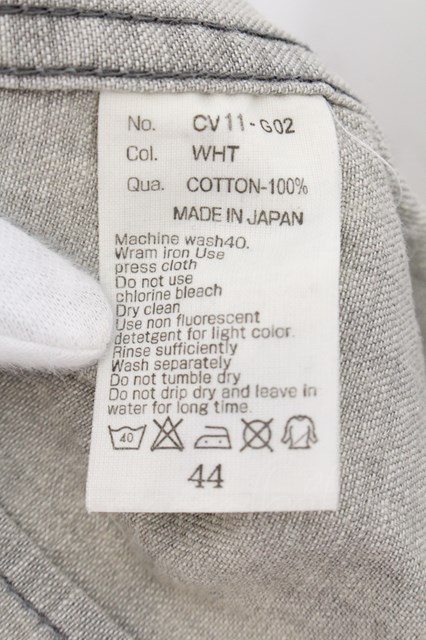 No. CV11-G02
Col. WHT
Qua. COTTON-100%
MADE IN JAPAN
Machine wash40.
Wram iron Use
press cloth
Do not use
chlorine bleach
Dry clean
Use non fluorescent
detetgent for light color.
Rinse sufficiently
Wash separately
Do not tumble dry
Do not drip dry and leave in
water for long time.
40
44